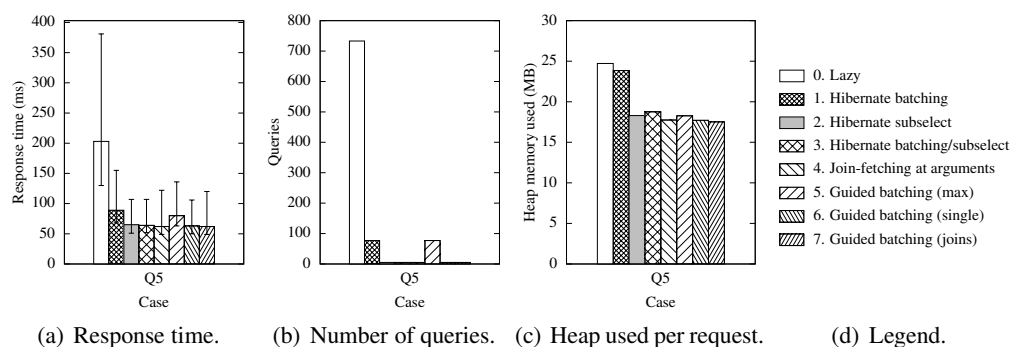 400
350
300
250
200
150
100
50
0
Response time (ms)
Q5
Case
(a) Response time.
800
700
600
500
400
300
200
100
0
Queries
Q5
Case
(b) Number of queries.
30
25
20
15
10
5
0
Heap memory used (MB)
Q5
Case
(c) Heap used per request.
0. Lazy
1. Hibernate batching
2. Hibernate subselect
3. Hibernate batching/subselect
4. Join-fetching at arguments
5. Guided batching (max)
6. Guided batching (single)
7. Guided batching (joins)
(d) Legend.